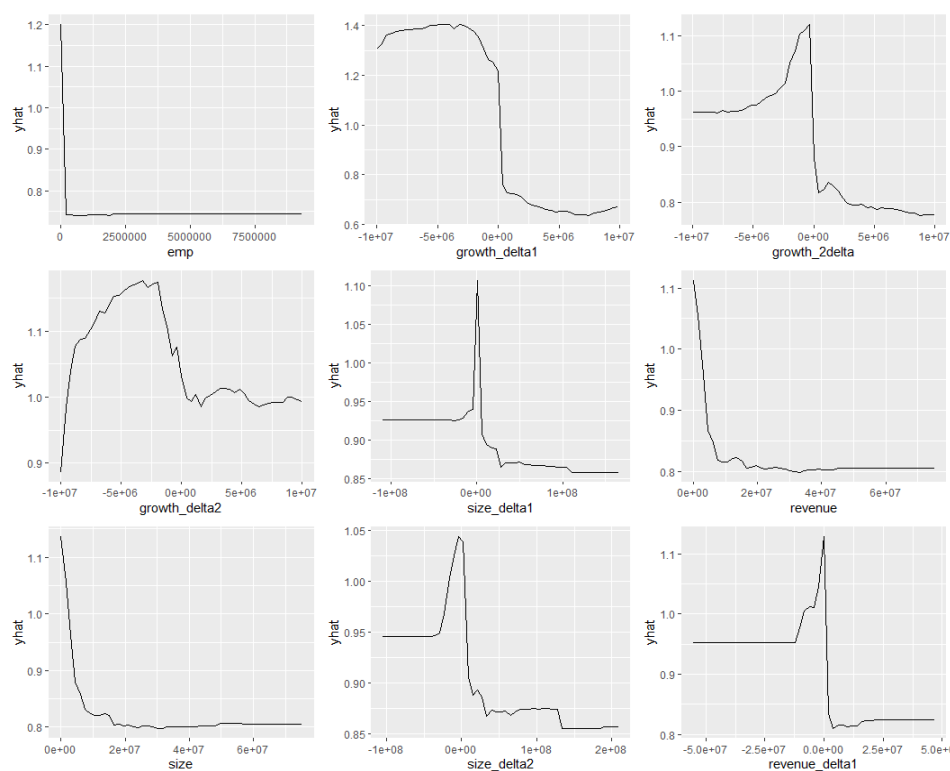 1.2
1.1
1.0
0.9
0.8
yhat
0 2500000 5000000 7500000
emp
1.4
1.2
1.0
0.8
0.6
yhat
-1e+07 -5e+06 0e+00 5e+06 1e+07
growth_delta1
1.1
1.0
0.9
0.8
yhat
-1e+07 -5e+06 0e+00 5e+06 1e+07
growth_2delta
1.1
1.0
0.9
yhat
-1e+07 -5e+06 0e+00 5e+06 1e+07
growth_delta2
1.10
1.05
1.00
0.95
0.90
0.85
yhat
-1e+08 0e+00 1e+08
size_delta1
1.1
1.0
0.9
0.8
yhat
0e+00 2e+07 4e+07 6e+07
revenue
1.1
1.0
0.9
0.8
yhat
0e+00 2e+07 4e+07 6e+07
size
1.05
1.00
0.95
0.90
0.85
yhat
-1e+08 0e+00 1e+08 2e+08
size_delta2
1.1
1.0
0.9
0.8
yhat
-5.0e+07 -2.5e+07 0.0e+00 2.5e+07 5.0e+07
revenue_delta1